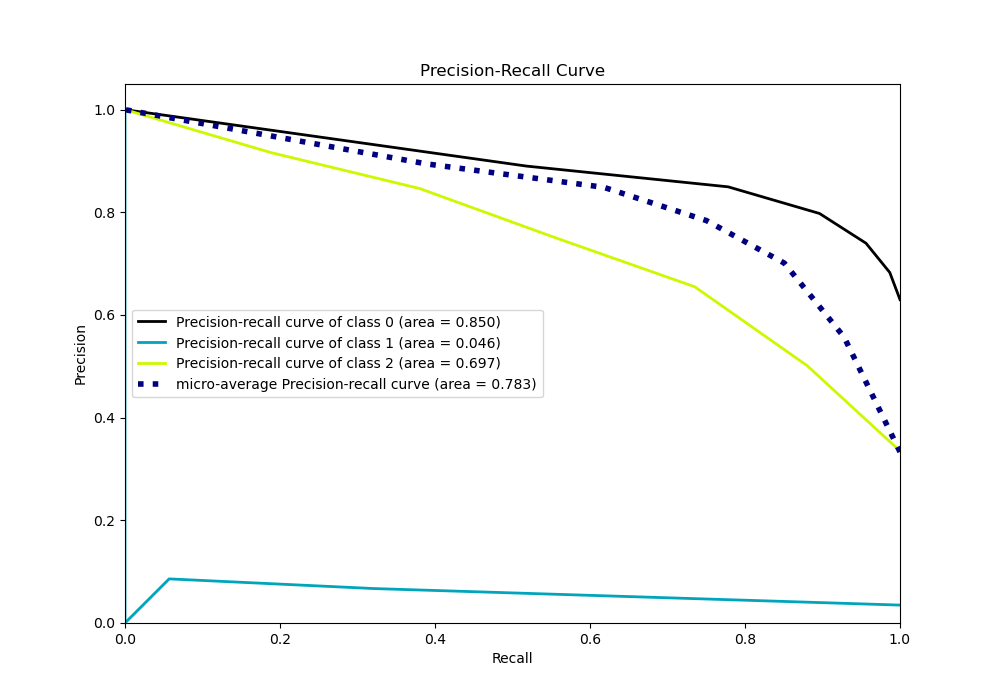 Precision-Recall Curve
Precision
1.0
0.8
0.6
0.4
0.2
0.0
Precision-recall curve of class 0 (area = 0.850)
Precision-recall curve of class 1 (area = 0.046)
Precision-recall curve of class 2 (area = 0.697)
micro-average Precision-recall curve (area = 0.783)
0.0 0.2 0.4 0.6 0.8 1.0
Recall